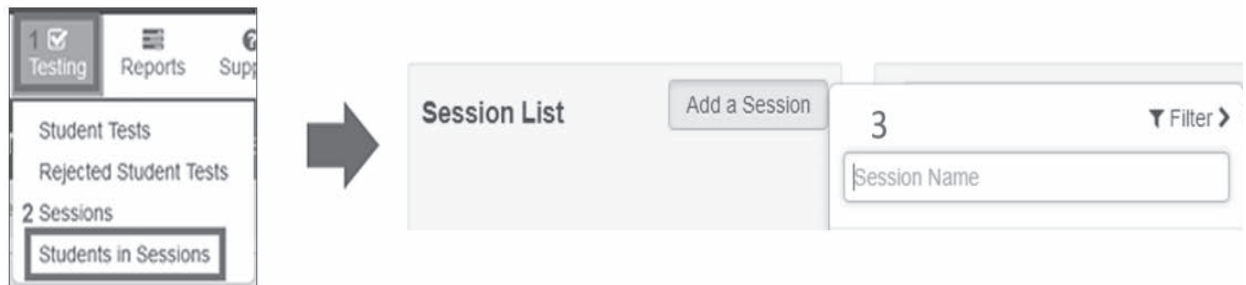 1
Testing Reports Supp
Student Tests
Rejected Student Tests
2 Sessions
Students in Sessions
Session List Add a Session
3 Filter
Session Name